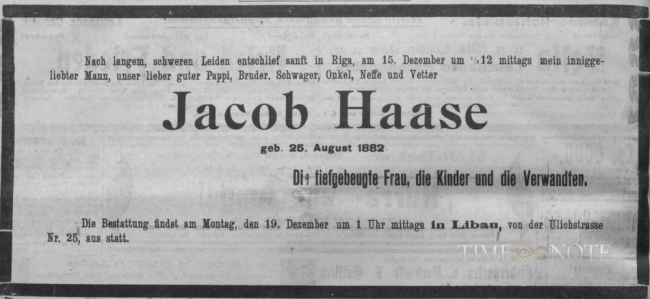 Nach langem, schweren Leiden entschlief sanft in Riga, am 15. Dezember um ½12 mittags mein innigge-
liebter Mann, unser lieber guter Pappi, Bruder, Schwager, Onkel, Neffe und Vetter
Jacob Haase
geb. 25. August 1882
Die tiefgebeugte Frau, die Kinder und die Verwandten.
Die Bestattung findet am Montag, den 19. Dezember um 1 Uhr mittags in Libau, von der Ulichstrasse
Nr. 25, aus statt.
TIME NOTE